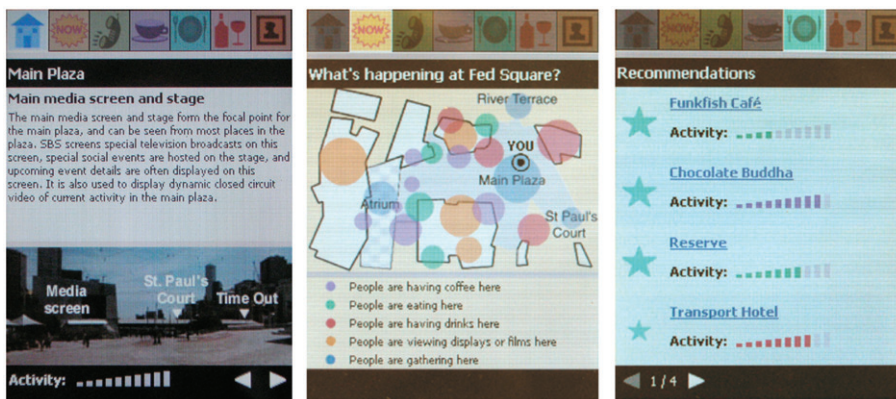 NOW
Main Plaza
Main media screen and stage
The main media screen and stage form the focal point for
the main plaza, and can be seen from most places in the
plaza. SBS screens special television broadcasts on this
screen, special social events are hosted on the stage, and
upcoming event details are often displayed on this
screen. It is also used to display dynamic closed circuit
video of current activity in the main plaza.
Media
screen
St. Paul's
Court
Time Out
Activity:
NOW
What's happening at Fed Square?
River Terrace
YOU
Main Plaza
Atrium
St Paul's
Court
People are having coffee here
People are eating here
People are having drinks here
People are viewing displays or films here
People are gathering here
NOW
Recommendations
Funkfish Café
Activity:
Chocolate Buddha
Activity:
Reserve
Activity:
Transport Hotel
Activity:
1/4